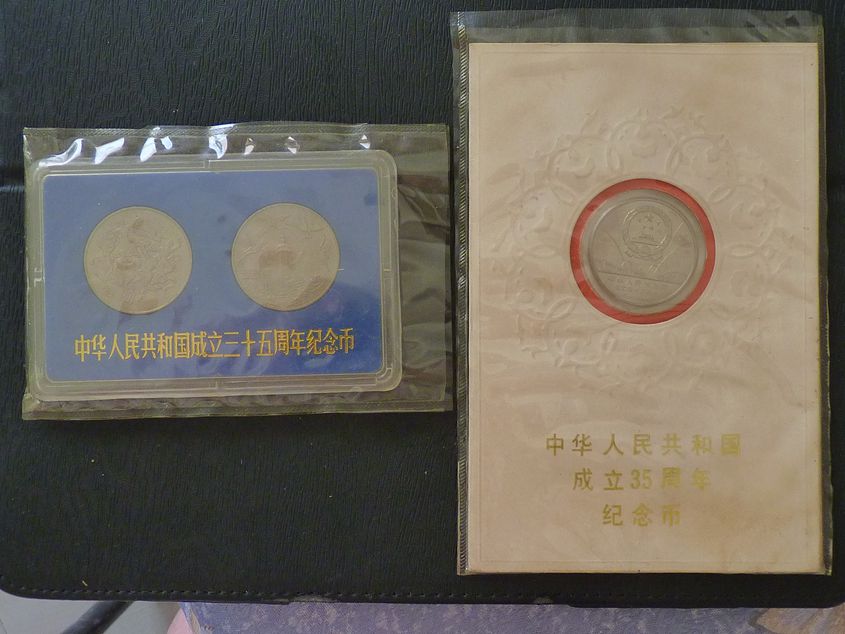 中华人民共和国成立三十五周年纪念币
中华人民共和国
成立35周年
纪念币